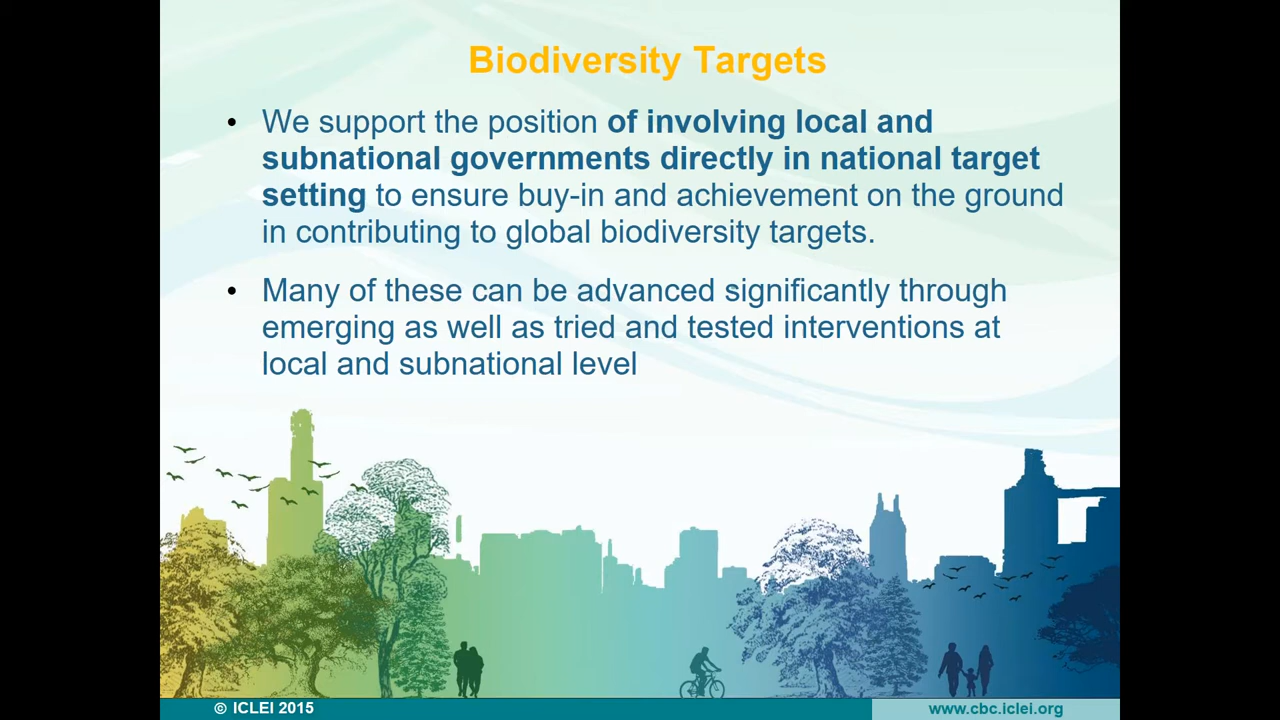 Biodiversity Targets
• We support the position of involving local and
subnational governments directly in national target
setting to ensure buy-in and achievement on the ground
in contributing to global biodiversity targets.
• Many of these can be advanced significantly through
emerging as well as tried and tested interventions at
local and subnational level
© ICLEI 2015
www.cbc.iclei.org